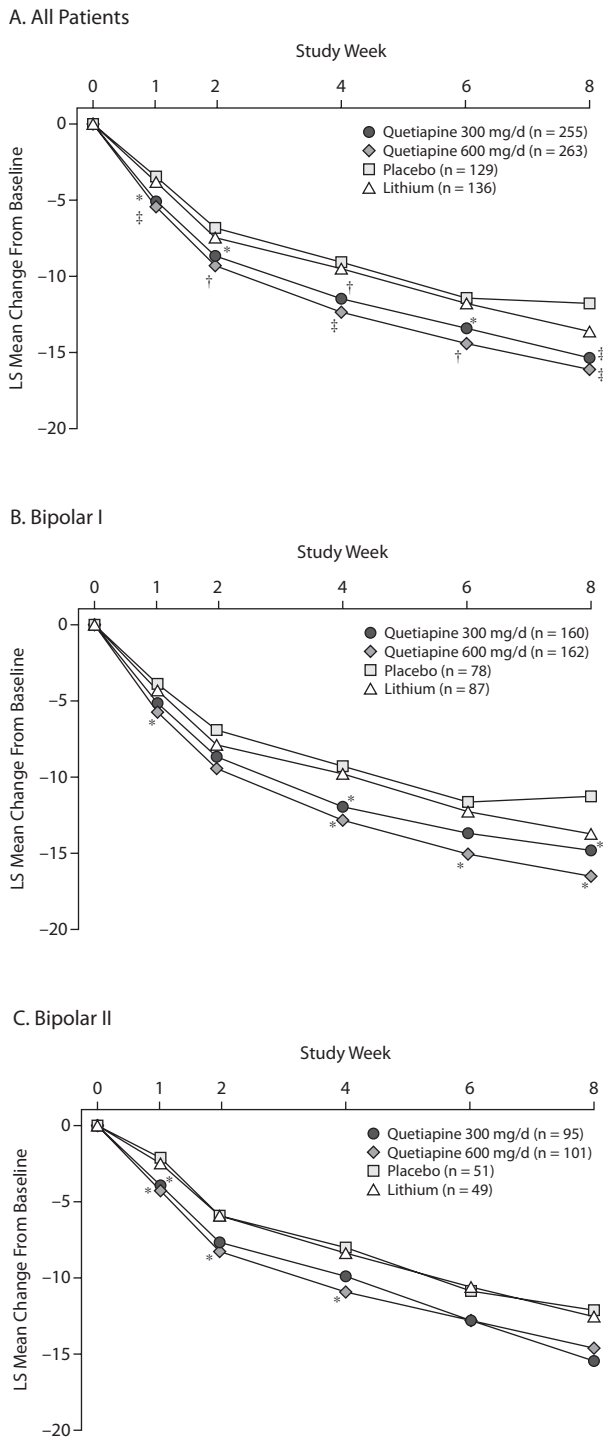 A. All Patients
Study Week
0 1 2 4 6 8
0
−5
−10
−15
−20
LS Mean Change From Baseline
Quetiapine 300 mg/d (n = 255)
Quetiapine 600 mg/d (n = 263)
Placebo (n = 129)
Lithium (n = 136)
*
‡
*
†
†
‡
*
†
‡
‡
B. Bipolar I
Study Week
0 1 2 4 6 8
0
−5
−10
−15
−20
LS Mean Change From Baseline
Quetiapine 300 mg/d (n = 160)
Quetiapine 600 mg/d (n = 162)
Placebo (n = 78)
Lithium (n = 87)
*
*
*
*
*
*
C. Bipolar II
Study Week
0 1 2 4 6 8
0
−5
−10
−15
−20
LS Mean Change From Baseline
Quetiapine 300 mg/d (n = 95)
Quetiapine 600 mg/d (n = 101)
Placebo (n = 51)
Lithium (n = 49)
*
*
*
*